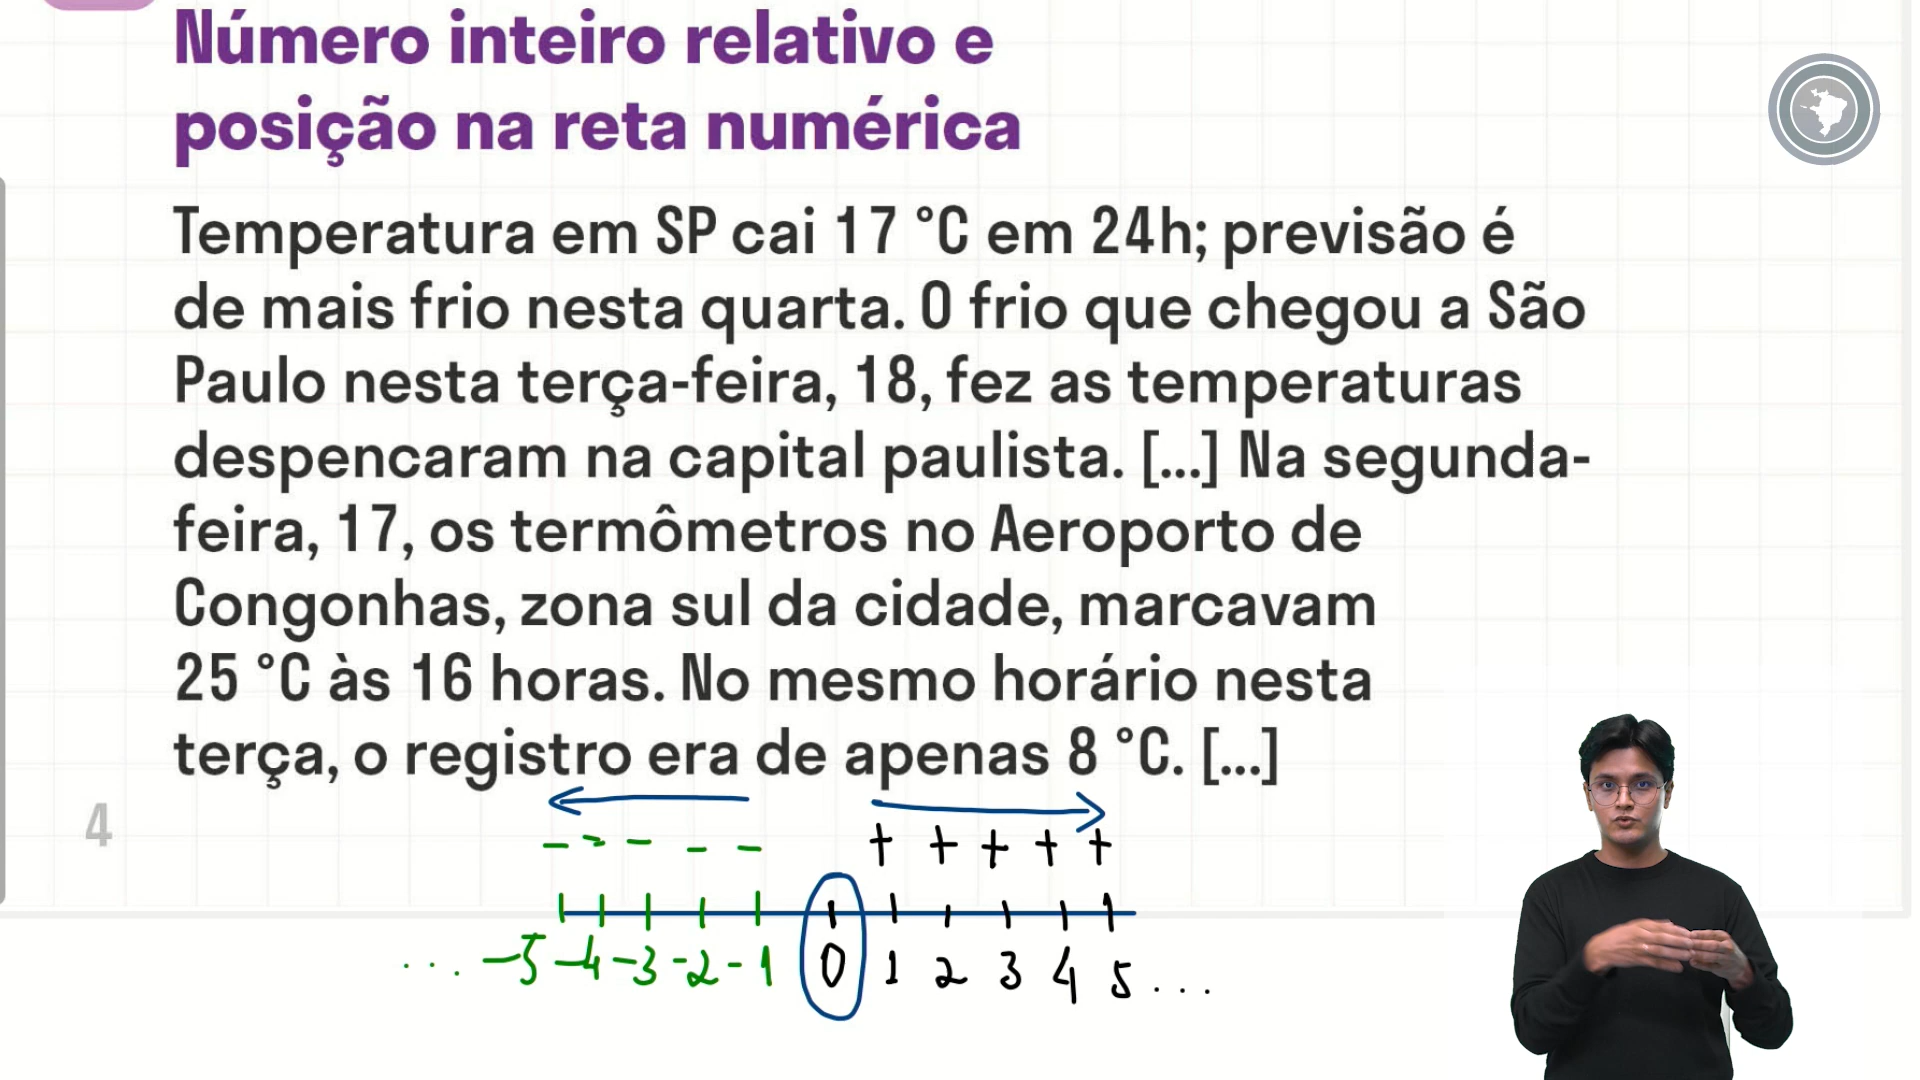 Número inteiro relativo e
posição na reta numérica
Temperatura em SP cai 17 °C em 24h; previsão é
de mais frio nesta quarta. O frio que chegou a São
Paulo nesta terça-feira, 18, fez as temperaturas
despencaram na capital paulista. [...] Na segunda-
feira, 17, os termômetros no Aeroporto de
Congonhas, zona sul da cidade, marcavam
25 °C às 16 horas. No mesmo horário nesta
terça, o registro era de apenas 8 °C. [...]
4
- - - - - + + + + +
... -5 -4 -3 -2 -1 0 1 2 3 4 5 ...